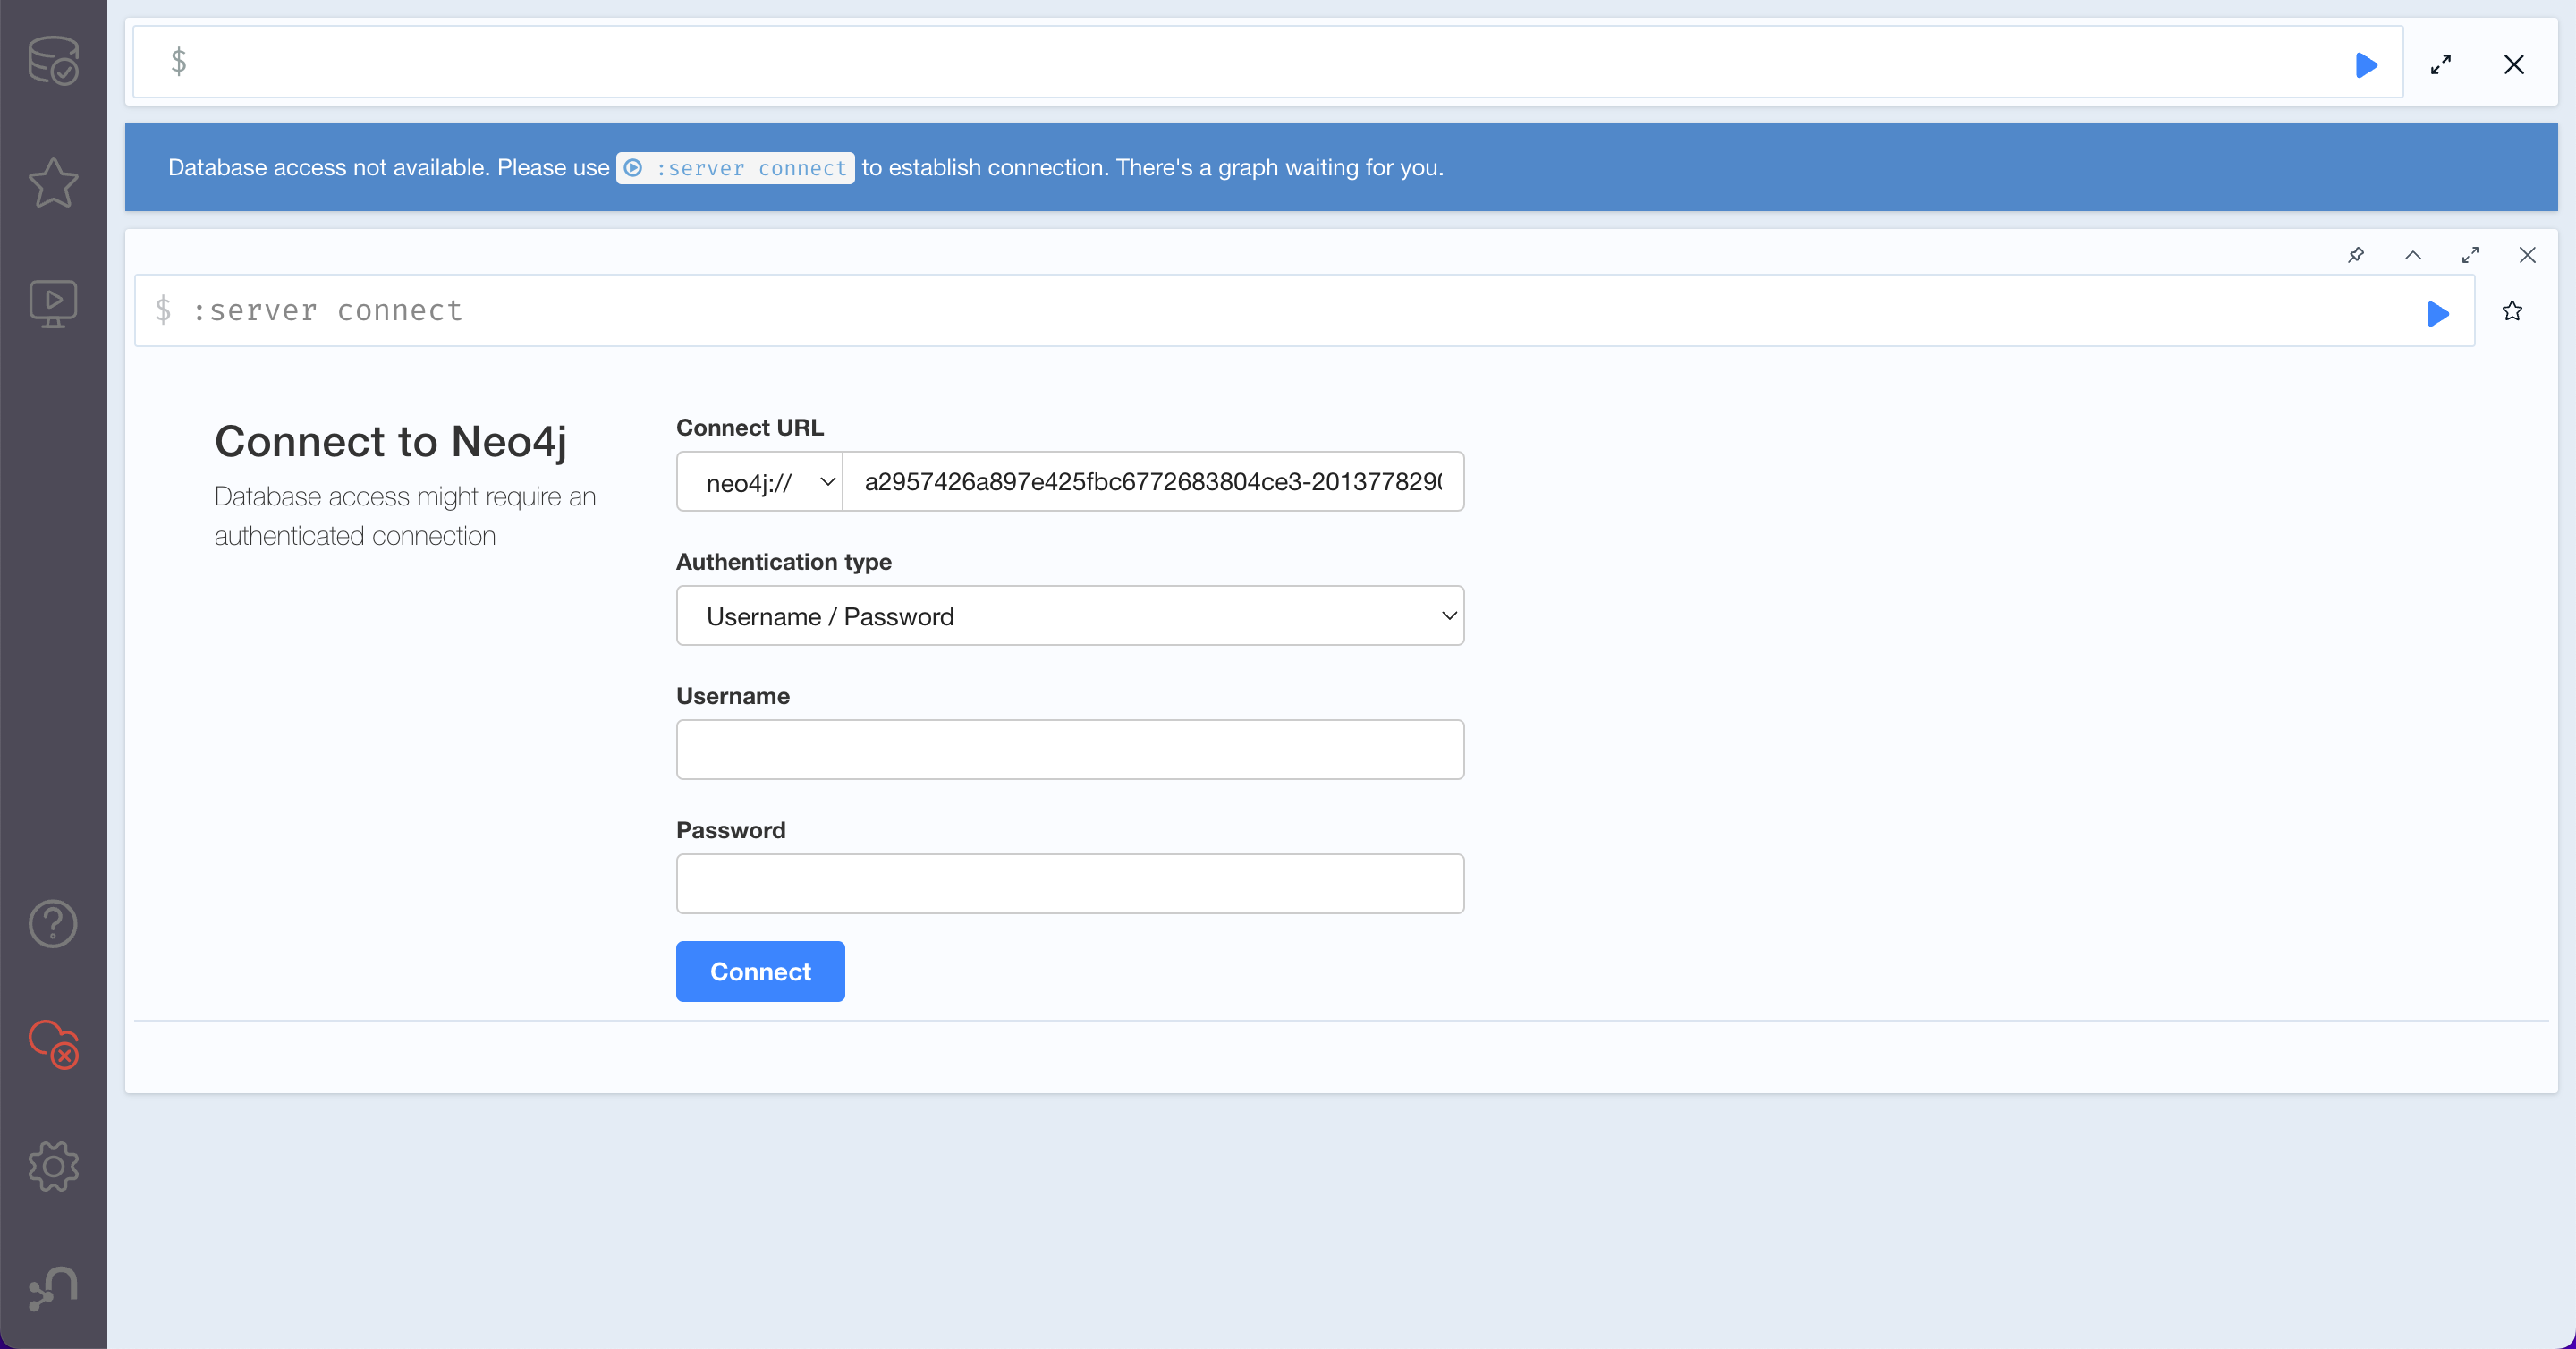 $
Database access not available. Please use :server connect to establish connection. There's a graph waiting for you.
$ :server connect
Connect to Neo4j
Database access might require an
authenticated connection
Connect URL
neo4j://
a2957426a897e425fbc6772683804ce3-201377829
Authentication type
Username / Password
Username
Password
Connect